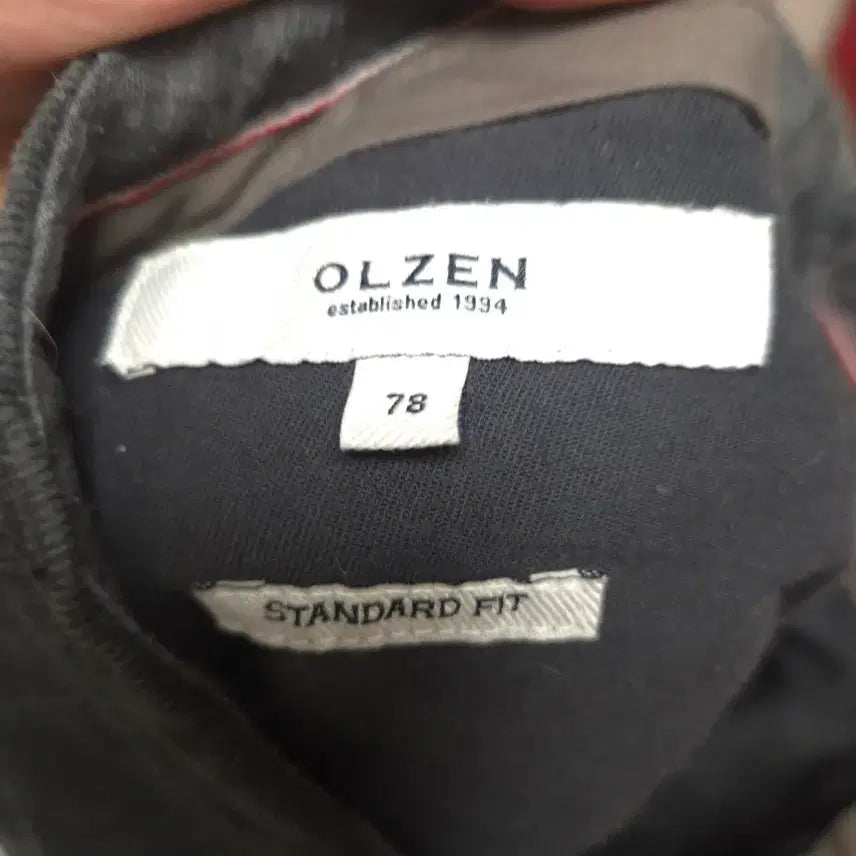 OLZEN
established 1994
78
STANDARD FIT